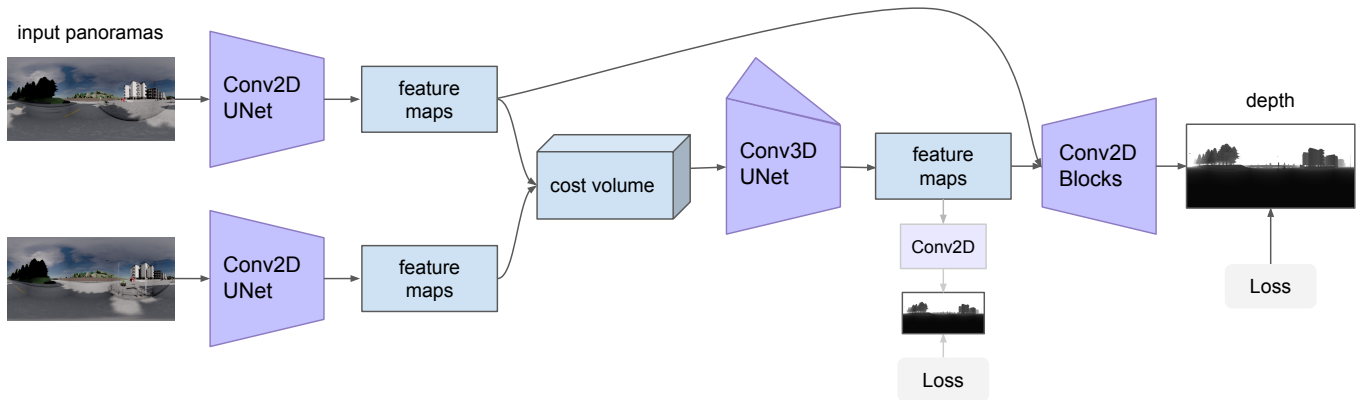 input panoramas
Conv2D
UNet
feature
maps
cost volume
Conv3D
UNet
feature
maps
Conv2D
Blocks
depth
Conv2D
UNet
feature
maps
Conv2D
Loss
Loss